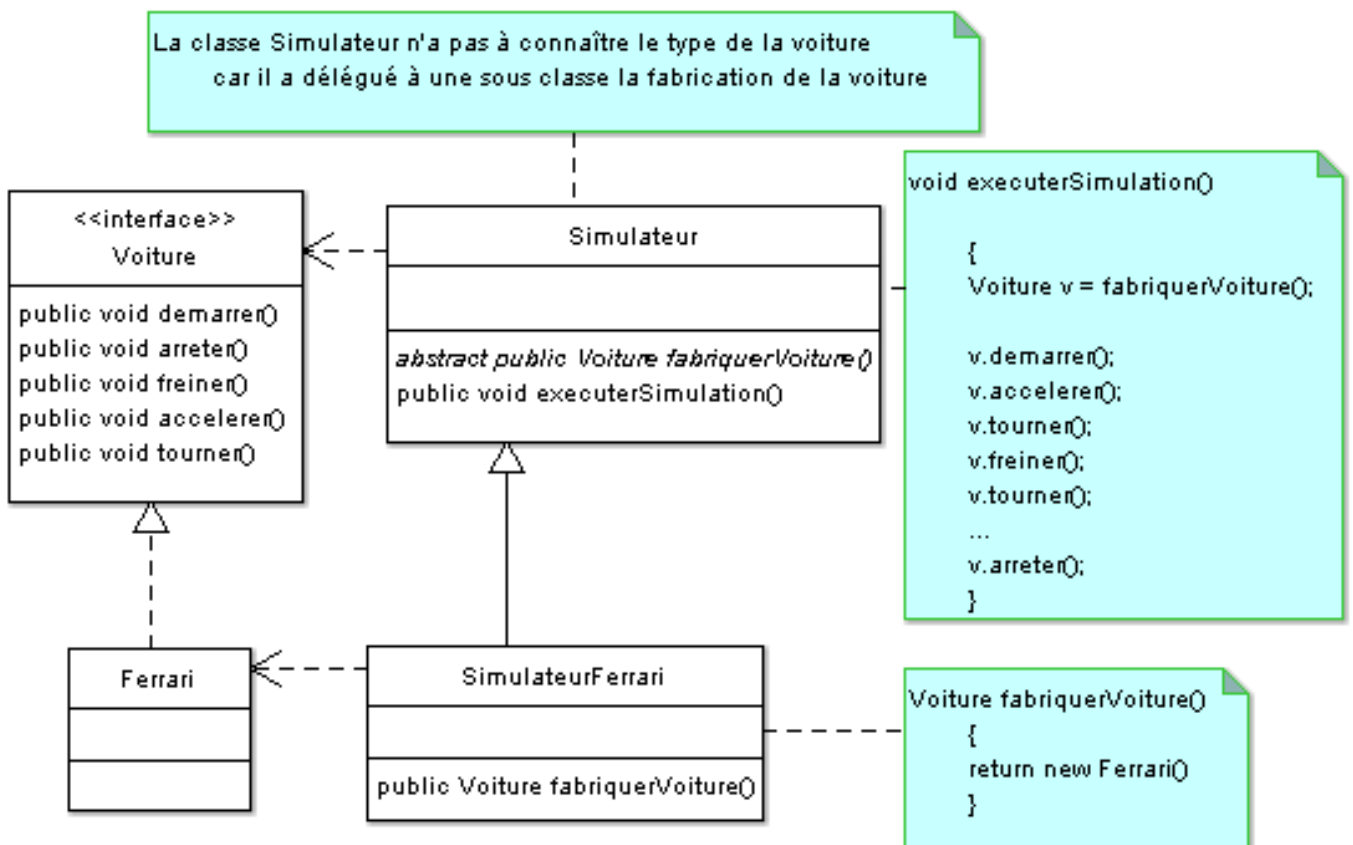 La classe Simulateur n'a pas à connaître le type de la voiture
car il a délégué à une sous classe la fabrication de la voiture
<<interface>>
Voiture
public void demarrer()
public void arreter()
public void freiner()
public void accelerer()
public void tourner()
Simulateur
abstract public Voiture fabriquerVoiture()
public void executerSimulation()
void executerSimulation()
{
Voiture v = fabriquerVoiture();
v.demarrer();
v.accelerer();
v.tourner();
v.freiner();
v.tourner();
...
v.arreter();
}
Ferrari
SimulateurFerrari
public Voiture fabriquerVoiture()
Voiture fabriquerVoiture()
{
return new Ferrari()
}